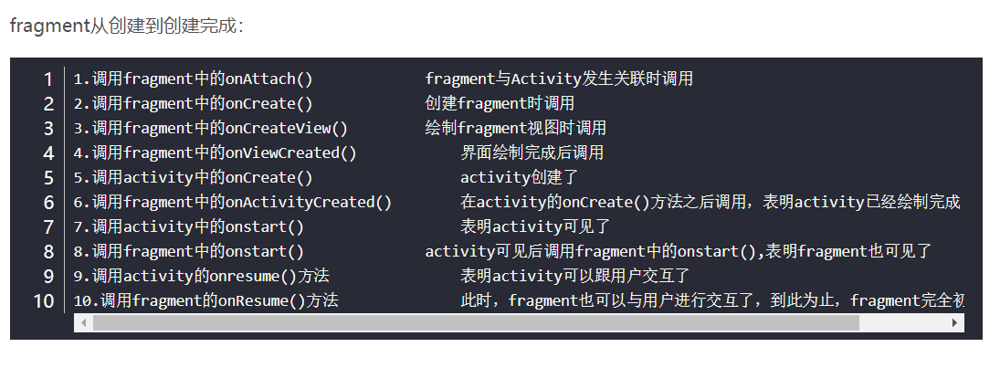 fragment从创建到创建完成：
1 1.调用fragment中的onAttach() fragment与Activity发生关联时调用
2 2.调用fragment中的onCreate() 创建fragment时调用
3 3.调用fragment中的onCreateView() 绘制fragment视图时调用
4 4.调用fragment中的onViewCreated() 界面绘制完成后调用
5 5.调用activity中的onCreate() activity创建了
6 6.调用fragment中的onActivityCreated() 在activity的onCreate()方法之后调用，表明activity已经绘制完成
7 7.调用activity中的onstart() 表明activity可见了
8 8.调用fragment中的onstart() activity可见后调用fragment中的onstart(),表明fragment也可见了
9 9.调用activity的onresume()方法 表明activity可以跟用户交互了
10 10.调用fragment的onResume()方法 此时，fragment也可以与用户进行交互了，到此为止，fragment完全初